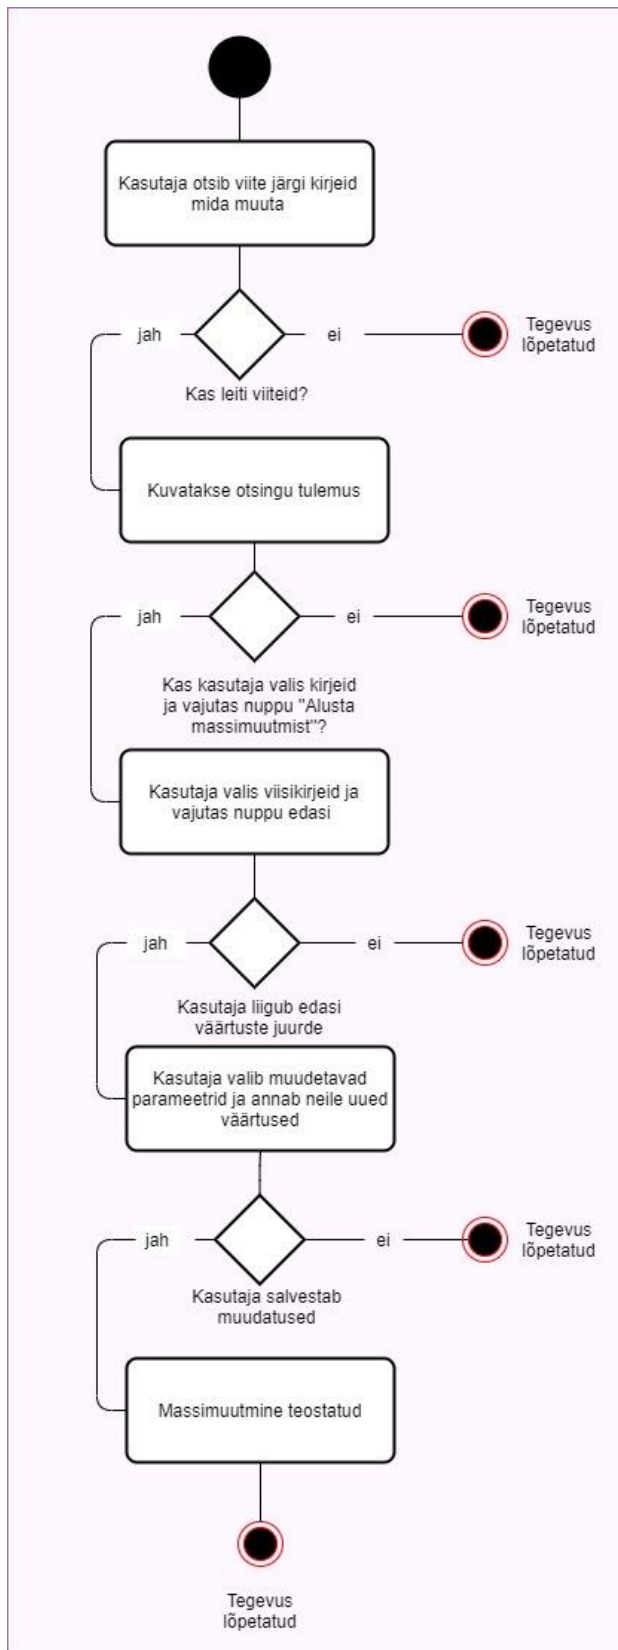 Kasutaja otsib viite järgi kirjeid
mida muuta
jah
ei
Tegevus
lõpetatud
Kas leiti viiteid?
Kuvatakse otsingu tulemus
jah
ei
Tegevus
lõpetatud
Kas kasutaja valis kirjeid
ja vajutas nuppu "Alusta
massimuutmist"?
Kasutaja valis viisikirjeid ja
vajutas nuppu edasi
jah
ei
Tegevus
lõpetatud
Kasutaja liigub edasi
väärtuste juurde
Kasutaja valib muudetavad
parameetrid ja annab neile uued
väärtused
jah
ei
Tegevus
lõpetatud
Kasutaja salvestab
muudatused
Massimuutmine teostatud
Tegevus
lõpetatud